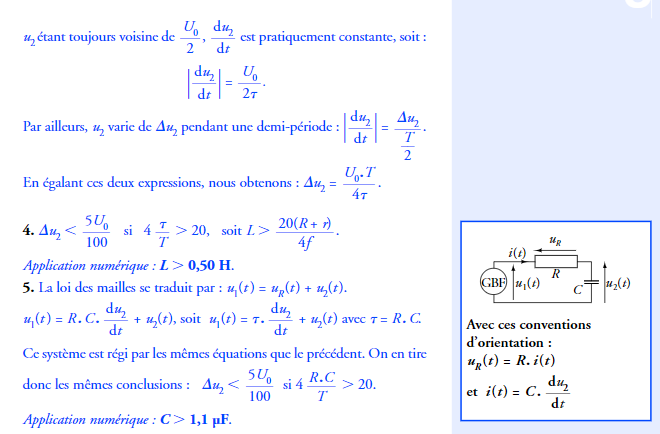 u₂ étant toujours voisine de U₀/2, du₂/dt est pratiquement constante, soit :
|du₂/dt| = U₀/2τ.
Par ailleurs, u₂ varie de Δu₂ pendant une demi-période : |du₂/dt| = Δu₂/(T/2).
En égalant ces deux expressions, nous obtenons : Δu₂ = U₀.T/4τ.
4. Δu₂ < 5U₀/100 si 4 τ/T > 20, soit L > 20(R + r)/4f.
Application numérique : L > 0,50 H.
5. La loi des mailles se traduit par : u₁(t) = u_R(t) + u₂(t).
u₁(t) = R. C. du₂/dt + u₂(t), soit u₁(t) = τ. du₂/dt + u₂(t) avec τ = R. C.
Ce système est régi par les mêmes équations que le précédent. On en tire
donc les mêmes conclusions : Δu₂ < 5U₀/100 si 4 R.C/T > 20.
Application numérique : C > 1,1 µF.
u_R
i(t)
R
GBF u₁(t) C u₂(t)
Avec ces conventions
d'orientation :
u_R(t) = R. i(t)
et i(t) = C. du₂/dt